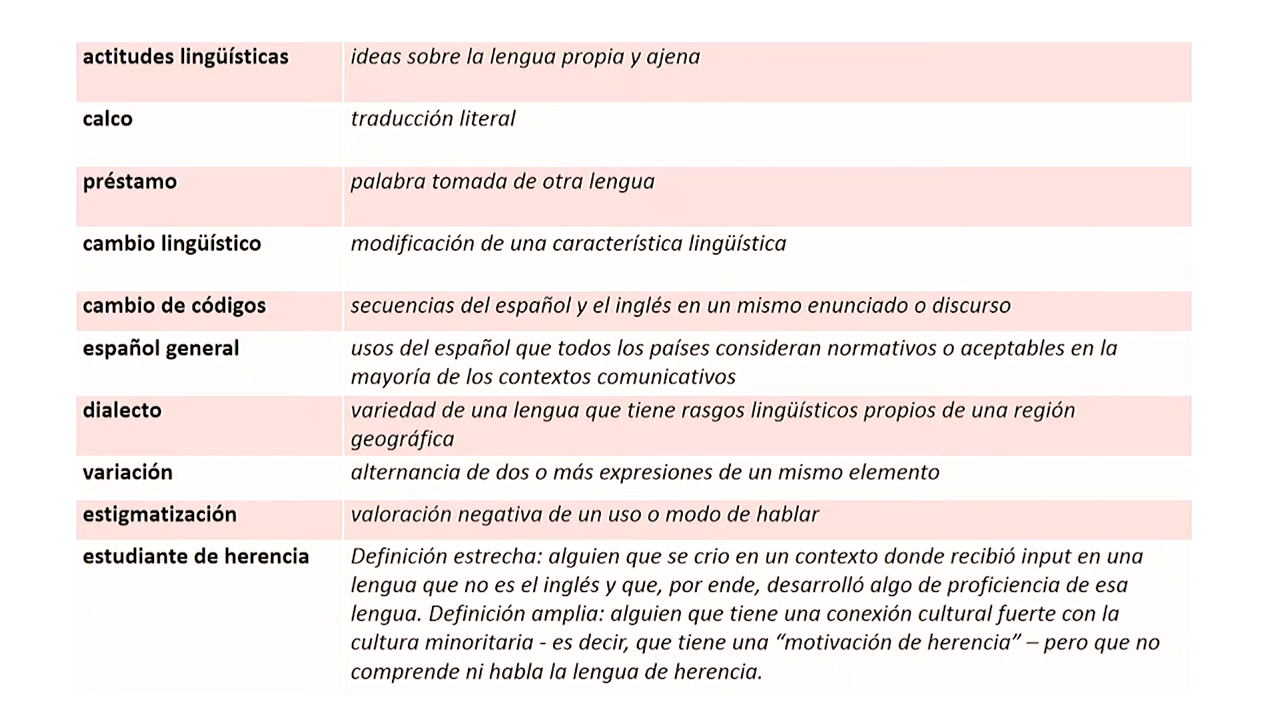 actitudes lingüísticas ideas sobre la lengua propia y ajena
calco traducción literal
préstamo palabra tomada de otra lengua
cambio lingüístico modificación de una característica lingüística
cambio de códigos secuencias del español y el inglés en un mismo enunciado o discurso
español general usos del español que todos los países consideran normativos o aceptables en la
mayoría de los contextos comunicativos
dialecto variedad de una lengua que tiene rasgos lingüísticos propios de una región
geográfica
variación alternancia de dos o más expresiones de un mismo elemento
estigmatización valoración negativa de un uso o modo de hablar
estudiante de herencia Definición estrecha: alguien que se crio en un contexto donde recibió input en una
lengua que no es el inglés y que, por ende, desarrolló algo de proficiencia de esa
lengua. Definición amplia: alguien que tiene una conexión cultural fuerte con la
cultura minoritaria - es decir, que tiene una “motivación de herencia” – pero que no
comprende ni habla la lengua de herencia.